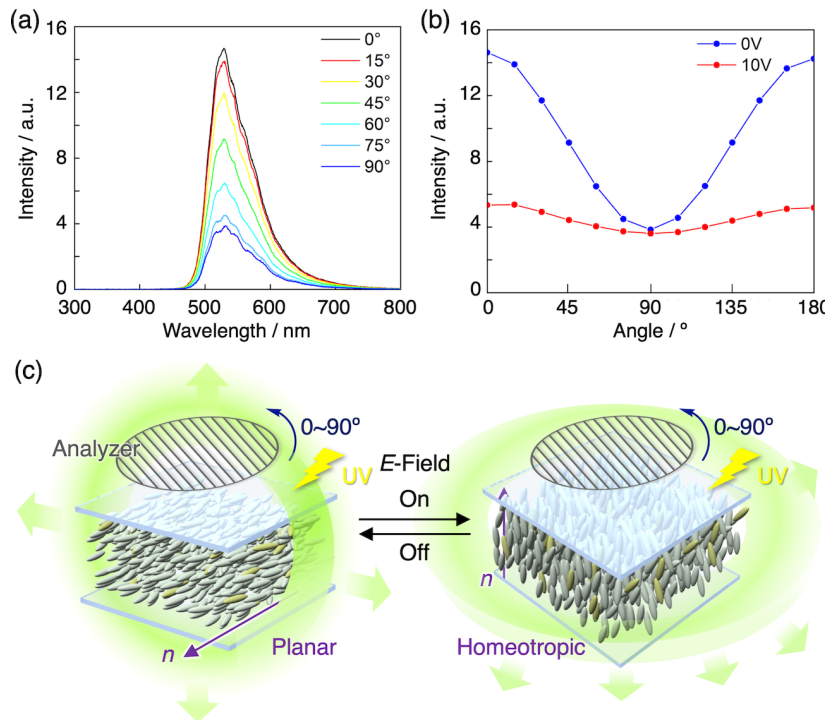 (a)
16
12
8
4
0
Intensity / a.u.
300 400 500 600 700 800
Wavelength / nm
0°
15°
30°
45°
60°
75°
90°
(b)
16
12
8
4
0
Intensity / a.u.
0 45 90 135 180
Angle / º
0V
10V
(c)
Analyzer
0~90º
UV
n
Planar
E-Field
On
Off
0~90º
UV
n
Homeotropic